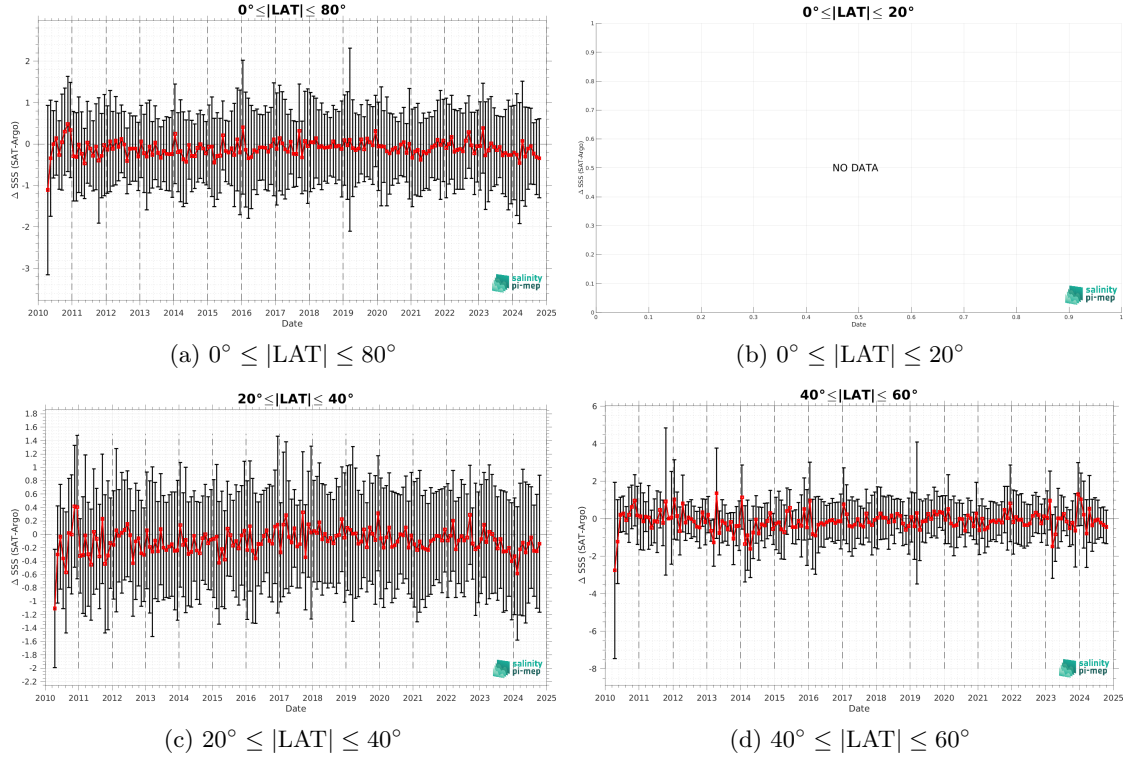 0°≤|LAT|≤ 80°
Δ SSS (SAT-Argo)
2
1
0
-1
-2
-3
2010 2011 2012 2013 2014 2015 2016 2017 2018 2019 2020 2021 2022 2023 2024 2025
Date
salinity
pi-mep
(a) 0° ≤ |LAT| ≤ 80°
0°≤|LAT|≤ 20°
Δ SSS (SAT-Argo)
1
0.9
0.8
0.7
0.6
0.5
0.4
0.3
0.2
0.1
0
NO DATA
0 0.1 0.2 0.3 0.4 0.5 0.6 0.7 0.8 0.9 1
Date
salinity
pi-mep
(b) 0° ≤ |LAT| ≤ 20°
20°≤|LAT|≤ 40°
Δ SSS (SAT-Argo)
1.8
1.6
1.4
1.2
1
0.8
0.6
0.4
0.2
0
-0.2
-0.4
-0.6
-0.8
-1
-1.2
-1.4
-1.6
-1.8
-2
-2.2
2010 2011 2012 2013 2014 2015 2016 2017 2018 2019 2020 2021 2022 2023 2024 2025
Date
salinity
pi-mep
(c) 20° ≤ |LAT| ≤ 40°
40°≤|LAT|≤ 60°
Δ SSS (SAT-Argo)
6
4
2
0
-2
-4
-6
-8
2010 2011 2012 2013 2014 2015 2016 2017 2018 2019 2020 2021 2022 2023 2024 2025
Date
salinity
pi-mep
(d) 40° ≤ |LAT| ≤ 60°